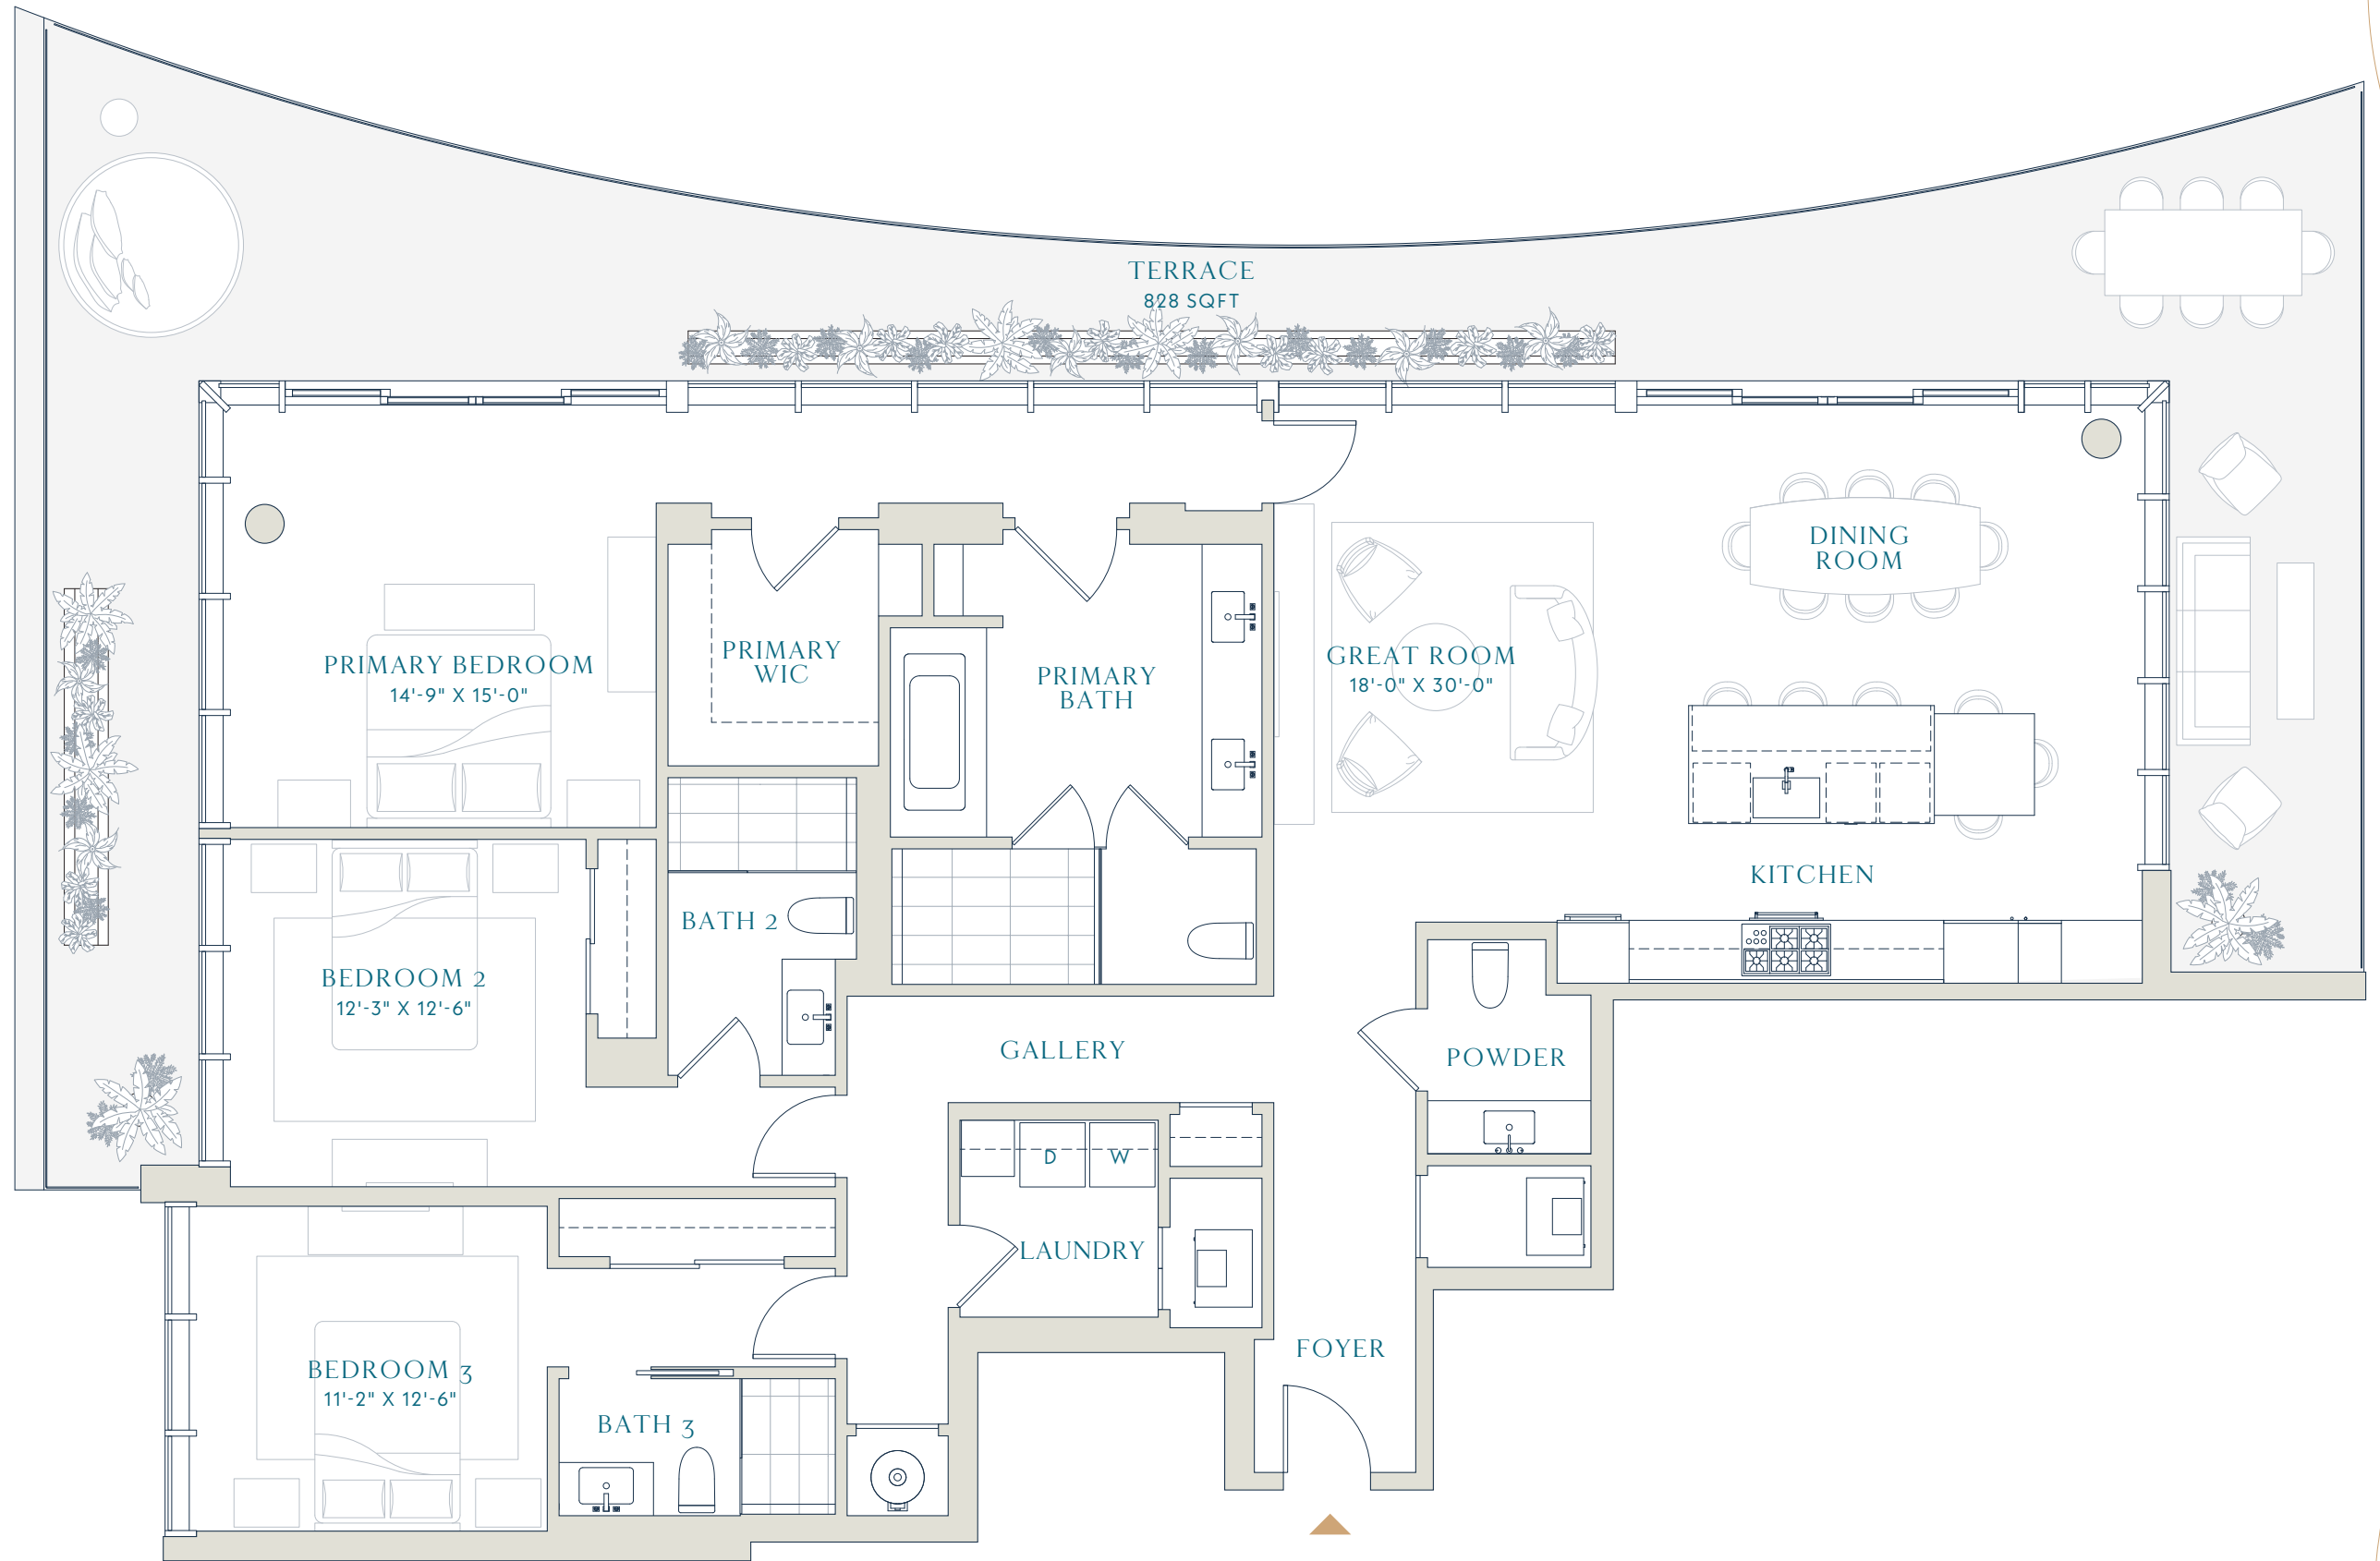 TERRACE
828 SQFT
DINING
ROOM
PRIMARY BEDROOM
14'-9" X 15'-0"
PRIMARY
WIC
PRIMARY
BATH
GREAT ROOM
18'-0" X 30'-0"
KITCHEN
BATH 2
BEDROOM 2
12'-3" X 12'-6"
GALLERY
POWDER
D
W
LAUNDRY
FOYER
BEDROOM 3
11'-2" X 12'-6"
BATH 3